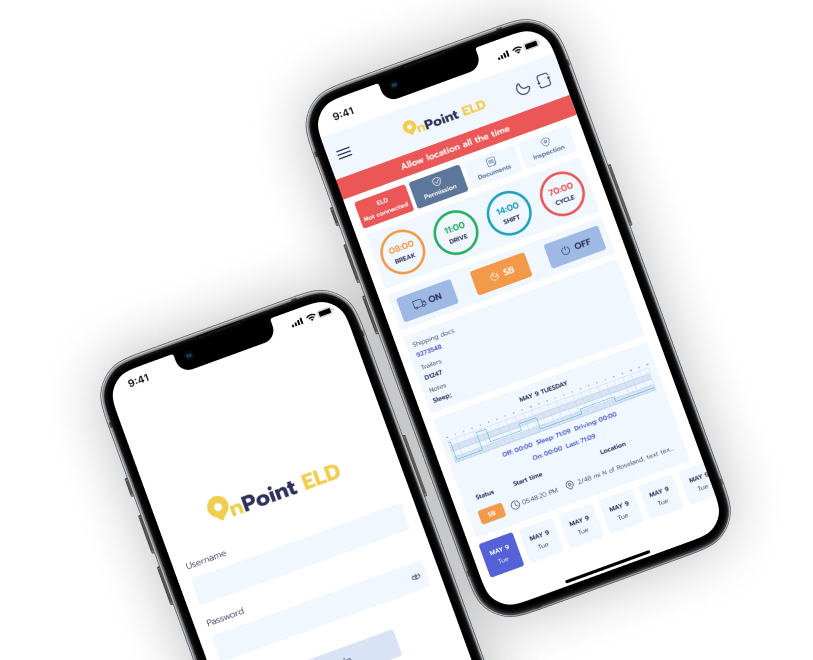 9:41
OnPoint ELD
Username
Password
9:41
OnPoint ELD
Allow location all the time
ELD
Not connected
Permission
Documents
Inspection
08:00
BREAK
11:00
DRIVE
14:00
SHIFT
70:00
CYCLE
ON
SB
OFF
Shipping docs
9273548
Trailers
D1247
Notes
Sleep;
MAY 9 TUESDAY
Off: 00:00 Sleep: 71:09 Driving: 00:00
On: 00:00 Last: 71:09
Status Start time Location
SB 05:48:20 PM 2/48 mi N of Roseland, text tex...
MAY 9
Tue
MAY 9
Tue
MAY 9
Tue
MAY 9
Tue
MAY 9
Tue
MAY 9
Tue